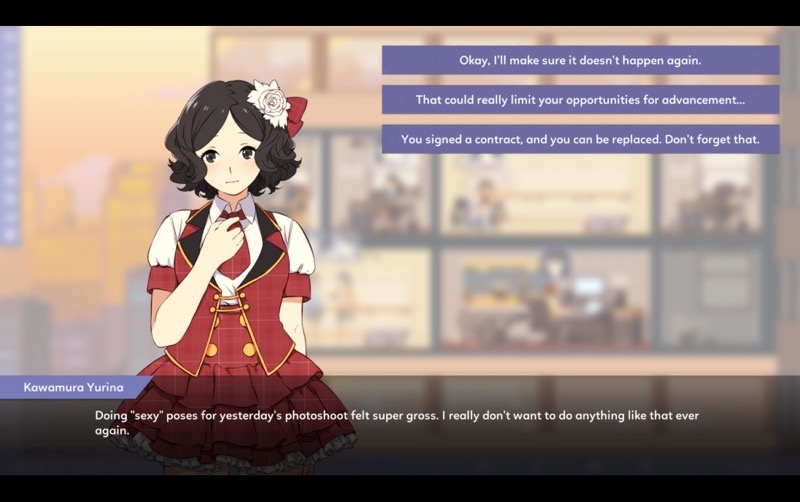 Okay, I'll make sure it doesn't happen again.
That could really limit your opportunities for advancement...
You signed a contract, and you can be replaced. Don't forget that.
Kawamura Yurina
Doing "sexy" poses for yesterday's photoshoot felt super gross. I really don't want to do anything like that ever
again.